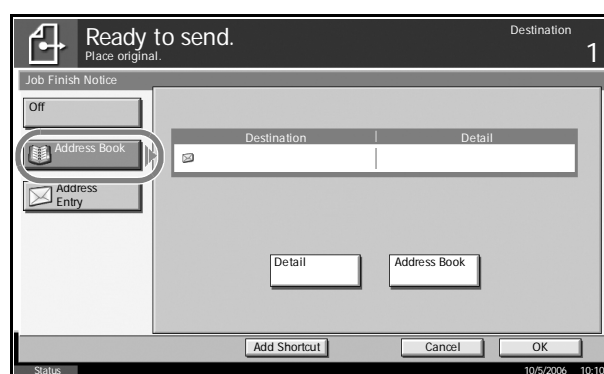 Ready to send.
Destination
Place original.
1
Job Finish Notice
Off
Address Book
Destination
Detail
Address
Entry
Detail
Address Book
Add Shortcut
Cancel
OK
Status
10/5/2006 10:10